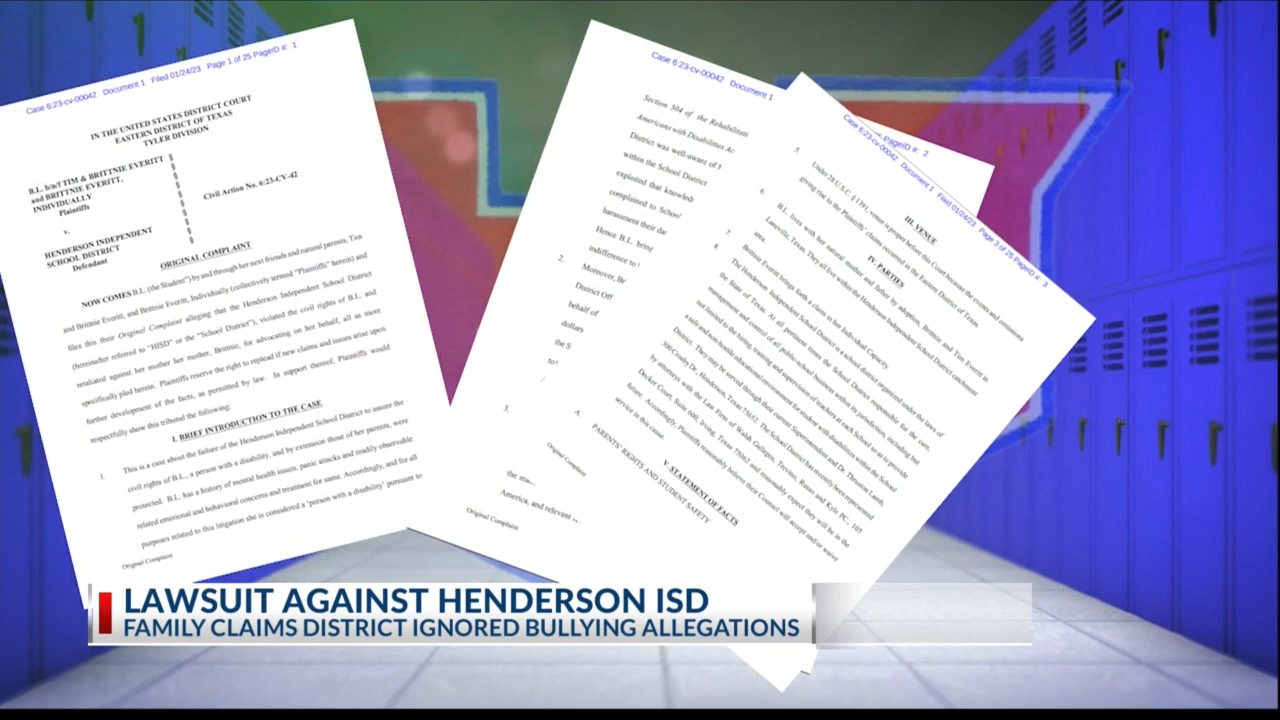 Case 6:23-cv-00042 Document 1 Filed 01/24/23 Page 1 of 25 PageID #: 1
IN THE UNITED STATES DISTRICT COURT
EASTERN DISTRICT OF TEXAS
TYLER DIVISION
B.L. b/n/f TIM & BRITTNIE EVERITT
and BRITTNIE EVERITT,
INDIVIDUALLY
Plaintiffs
v.
HENDERSON INDEPENDENT
SCHOOL DISTRICT
Defendant
§
§
§
§
§
§
§
§
§
Civil Action No. 6:23-CV-42
ORIGINAL COMPLAINT
NOW COMES B.L. (the Student") by and through her next friends and natural parents, Tim
and Brittnie Everitt, and Brittnie Everitt, Individually (collectively termed "Plaintiffs" herein) and
files this their Original Complaint alleging that the Henderson Independent School District
(hereinafter referred to "HISD" or the "School District"), violated the civil rights of B.L. and
retaliated against her mother her mother, Brittnie, for advocating on her behalf, all as more
specifically pled herein. Plaintiffs reserve the right to replead if new claims and issues arise upon
further development of the facts, as permitted by law. In support thereof, Plaintiffs would
respectfully show this tribunal the following:
I. BRIEF INTRODUCTION TO THE CASE
1. This is a case about the failure of the Henderson Independent School District to assure the
civil rights of B.L., a person with a disability, and by extension those of her parents, were
protected. B.L. has a history of mental health issues, panic attacks and readily observable
related emotional and behavioral concerns and treatment for same. Accordingly, and for all
purposes related to this litigation she is considered a 'person with a disability' pursuant to
Original Complaint
Case 6:23-cv-00042 Document 1
Section 504 of the Rehabilitati
Americans with Disabilities Ac
District was well-aware of h
within the School District
exploited that knowled
complained to Schoo
harassment their da
Hence B.L. bring
indifference to
2. Moreover, Br
District Off
behalf of
dollars
the S
to
3.
the ma
America, and relevant
Original Complaint
PageID #: 2
4.
Original Complaint
Case 6:23-cv-00042 Document 1 Filed 01/24/23 Page 3 of 25 PageID #: 3
III. VENUE
5. Under 28 U.S.C. § 1391, venue is proper before this Court because the events and omissions
giving rise to the Plaintiffs' claims occurred in the Eastern District of Texas.
IV. PARTIES
6. B.L. lives with her natural mother and father by adoption, Brittnie and Tim Everitt in
Laneville, Texas. They all live within the Henderson Independent School District catchment
area.
7. Brittnie Everitt brings forth a claim in her Individual Capacity.
8. The Henderson Independent School District is a school district organized under the laws of
the State of Texas. At all pertinent times the School District responsible for the care,
management and control of all public-school business within its jurisdiction, including but
not limited to the hiring, training and supervision of teachers at each School so as to provide
a safe and non-hostile educational environment for student with disabilities within the School
District. They may be served through their current Superintendent and Dr. Thurston Lamb,
300 Crosby Dr. Henderson, Texas 75652. The School District has recently been represented
by attorneys with the Law Firm of Walsh, Gallegos, Trevino, Russo and Kyle PC, 105
Decker Court, Suite 600, Irving, Texas 75062 and reasonably expect they will be in the
future. Accordingly, Plaintiffs reasonably believe their Counsel will accept and/or waive
service in this cause.
V. STATEMENT OF FACTS
PARENTS' RIGHTS AND STUDENT SAFETY
LAWSUIT AGAINST HENDERSON ISD
FAMILY CLAIMS DISTRICT IGNORED BULLYING ALLEGATIONS